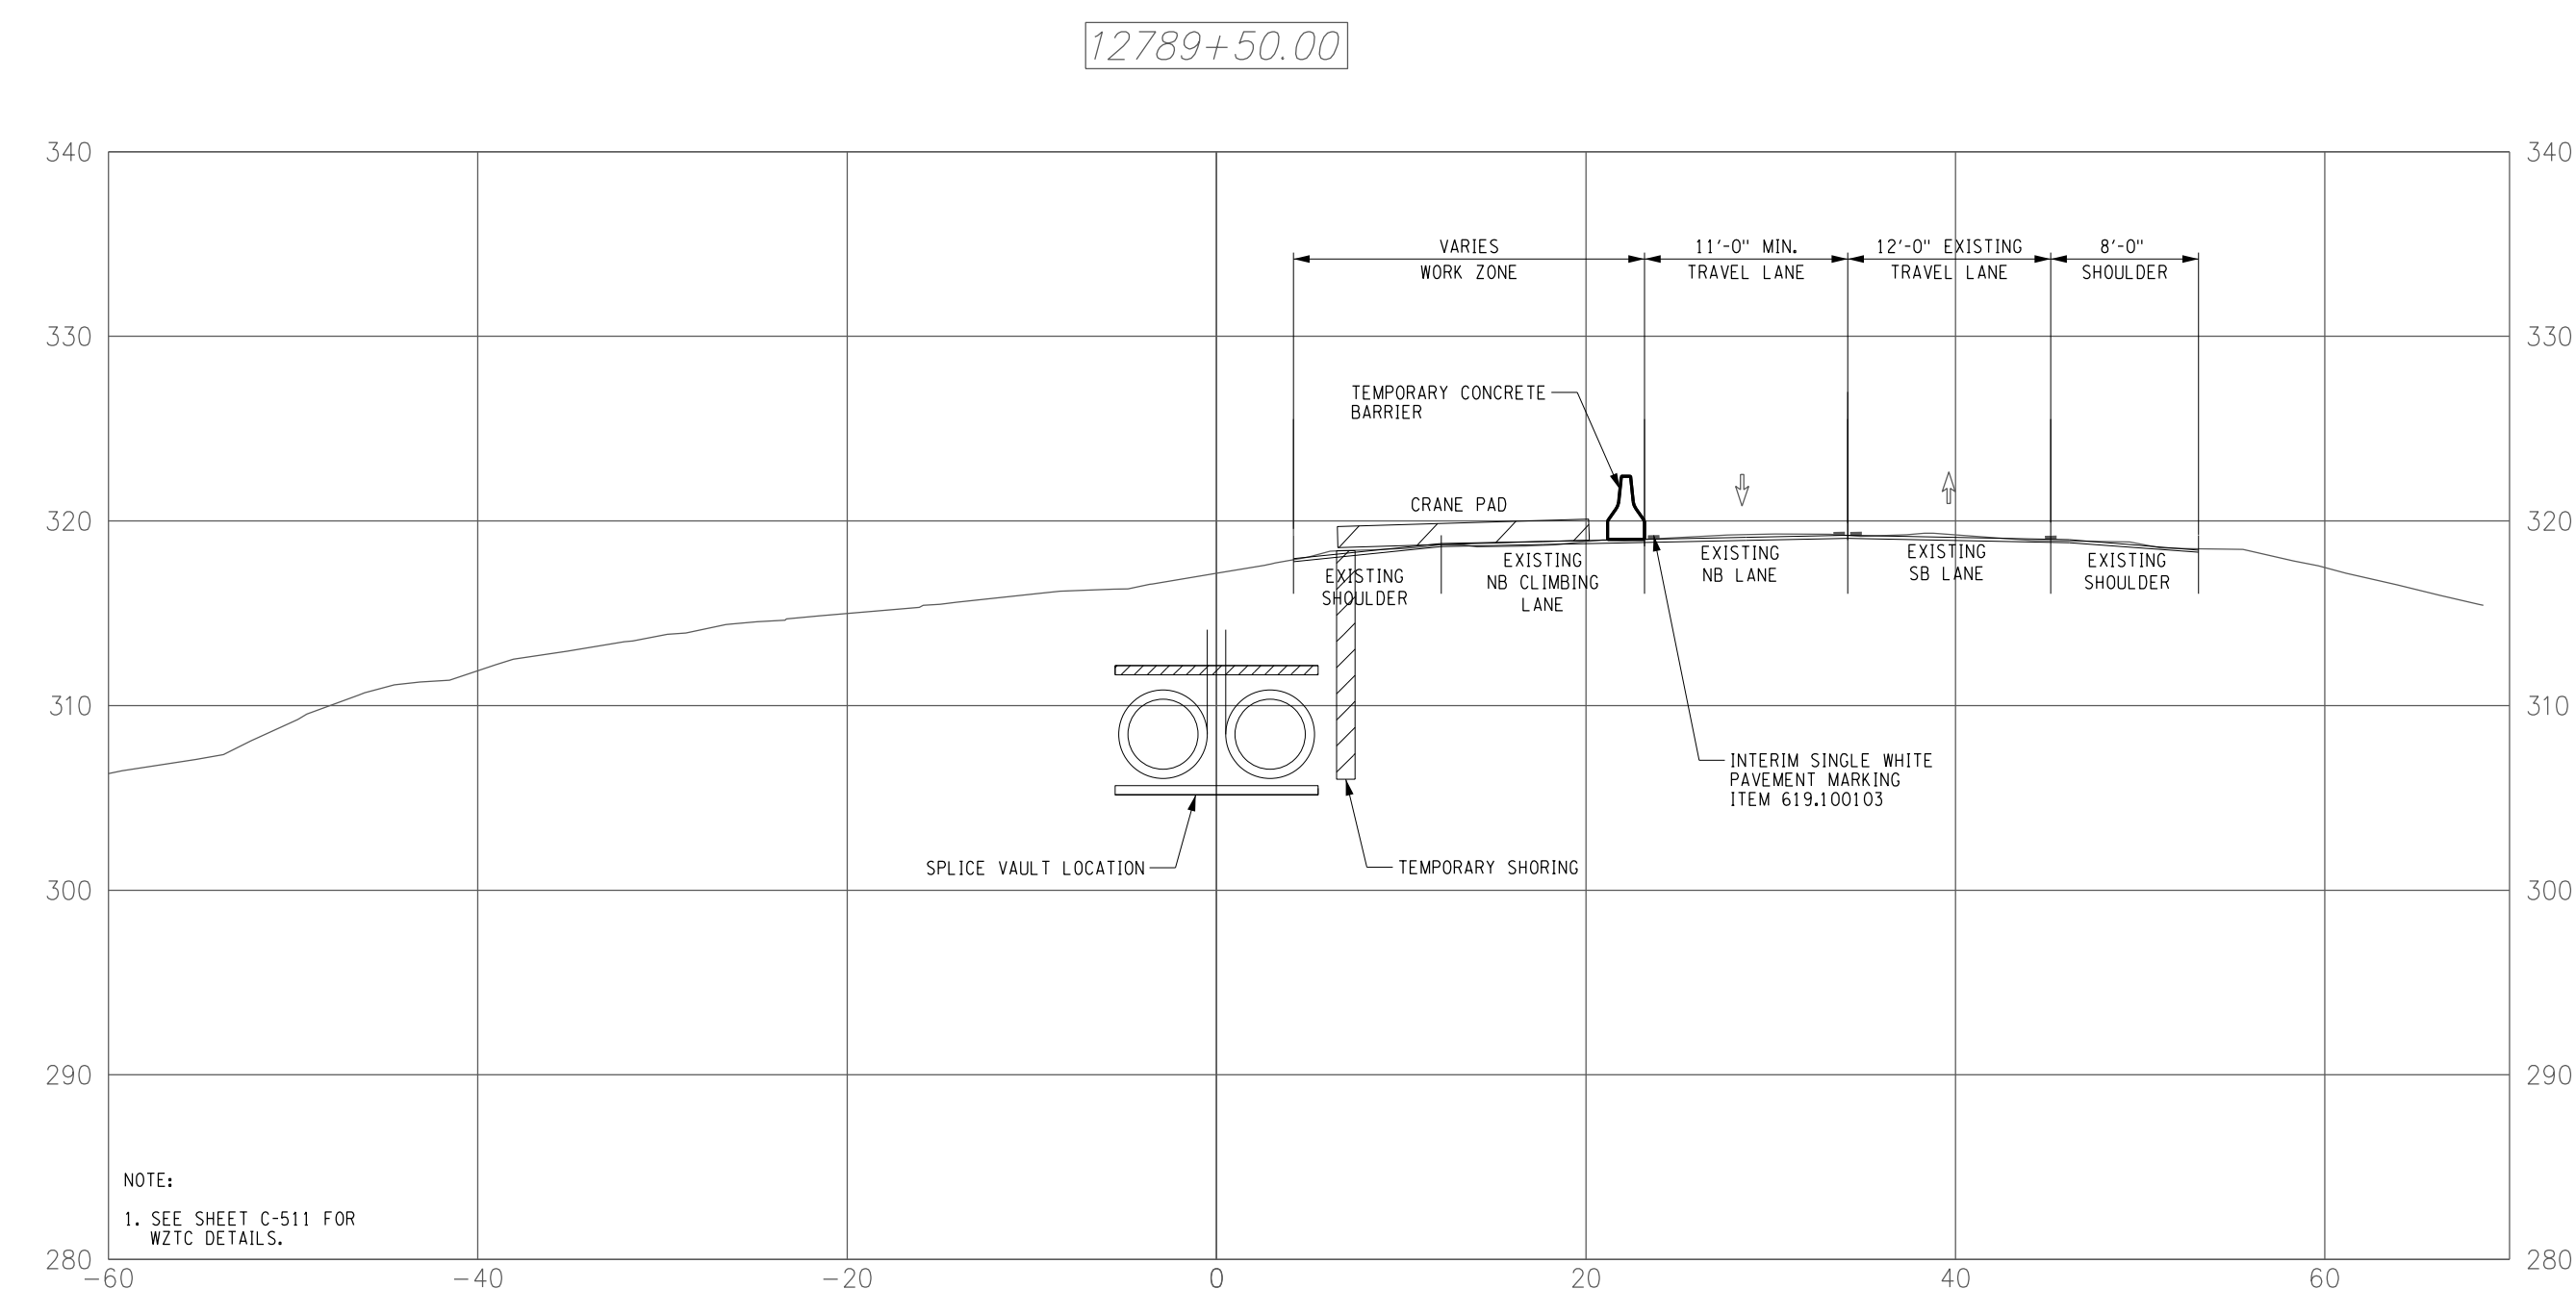 12789+50.00
340 340
VARIES 11'-0" MIN. 12'-0" EXISTING 8'-0"
WORK ZONE TRAVEL LANE TRAVEL LANE SHOULDER
330 330
TEMPORARY CONCRETE
BARRIER
CRANE PAD
320 320
EXISTING
SHOULDER
EXISTING
NB CLIMBING
LANE
EXISTING
NB LANE
EXISTING
SB LANE
EXISTING
SHOULDER
310 310
INTERIM SINGLE WHITE
PAVEMENT MARKING
ITEM 619.100103
SPLICE VAULT LOCATION
TEMPORARY SHORING
300 300
290 290
NOTE:
1. SEE SHEET C-511 FOR
WZTC DETAILS.
280 280
-60 -40 -20 0 20 40 60